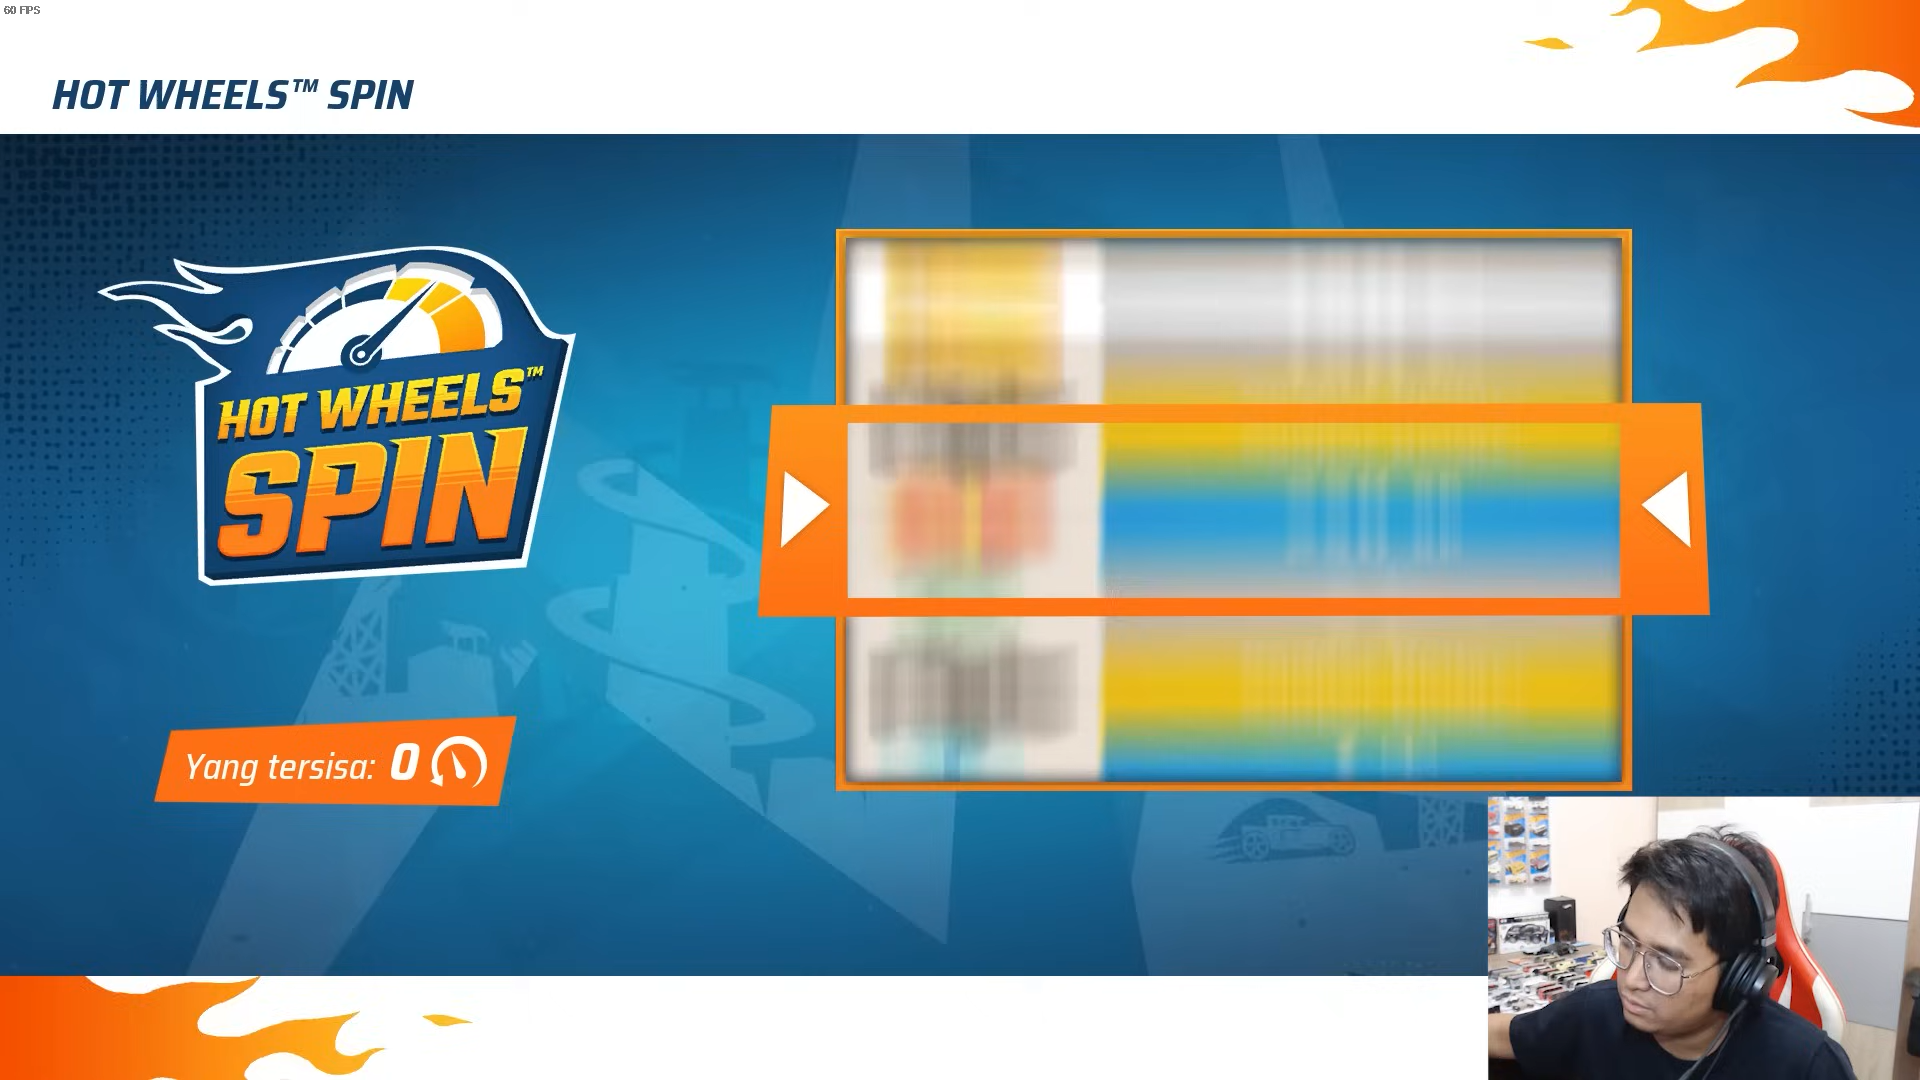 60 FPS
HOT WHEELS™ SPIN
HOT WHEELS™
SPIN
Yang tersisa: 0